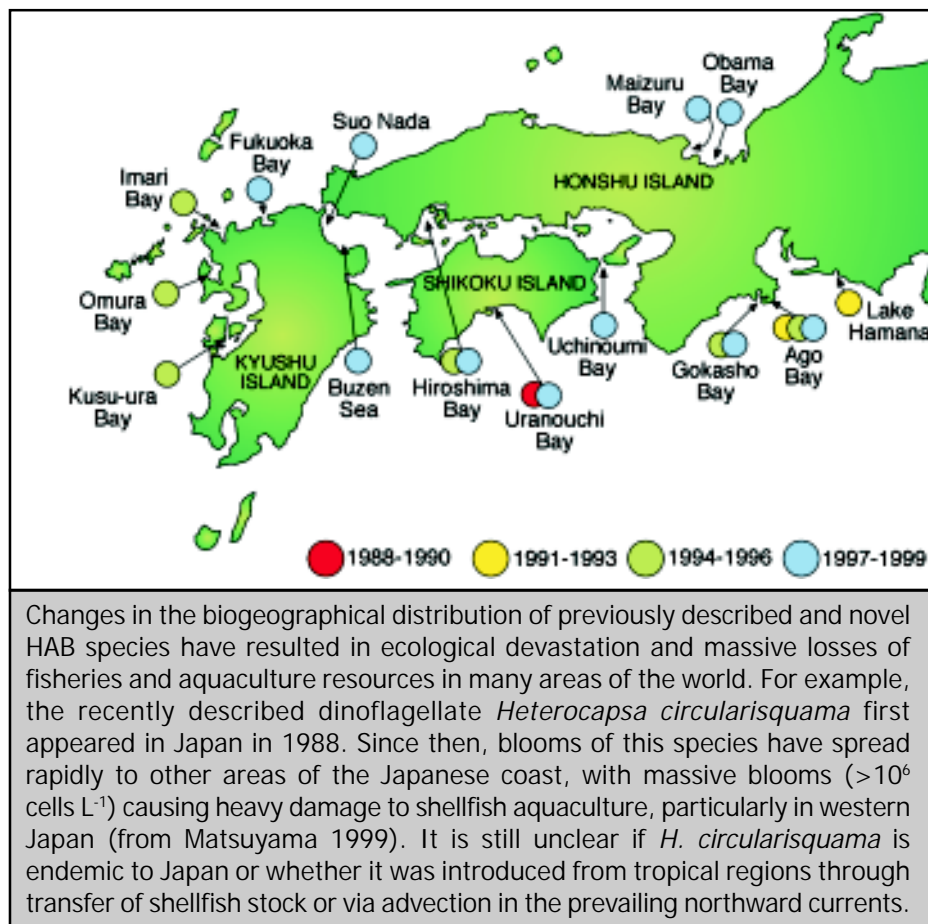 Maizuru
Bay
Obama
Bay
Suo Nada
Fukuoka
Bay
Imari
Bay
HONSHU ISLAND
SHIKOKU ISLAND
Omura
Bay
Lake
Hamana
Uchinoumi
Bay
KYUSHU
ISLAND
Kusu-ura
Bay
Buzen
Sea
Hiroshima
Bay
Gokasho
Bay
Ago
Bay
Uranouchi
Bay
1988-1990
1991-1993
1994-1996
1997-1999
Changes in the biogeographical distribution of previously described and novel
HAB species have resulted in ecological devastation and massive losses of
fisheries and aquaculture resources in many areas of the world. For example,
the recently described dinoflagellate Heterocapsa circularisquama first
appeared in Japan in 1988. Since then, blooms of this species have spread
rapidly to other areas of the Japanese coast, with massive blooms (>10⁶
cells L⁻¹) causing heavy damage to shellfish aquaculture, particularly in western
Japan (from Matsuyama 1999). It is still unclear if H. circularisquama is
endemic to Japan or whether it was introduced from tropical regions through
transfer of shellfish stock or via advection in the prevailing northward currents.